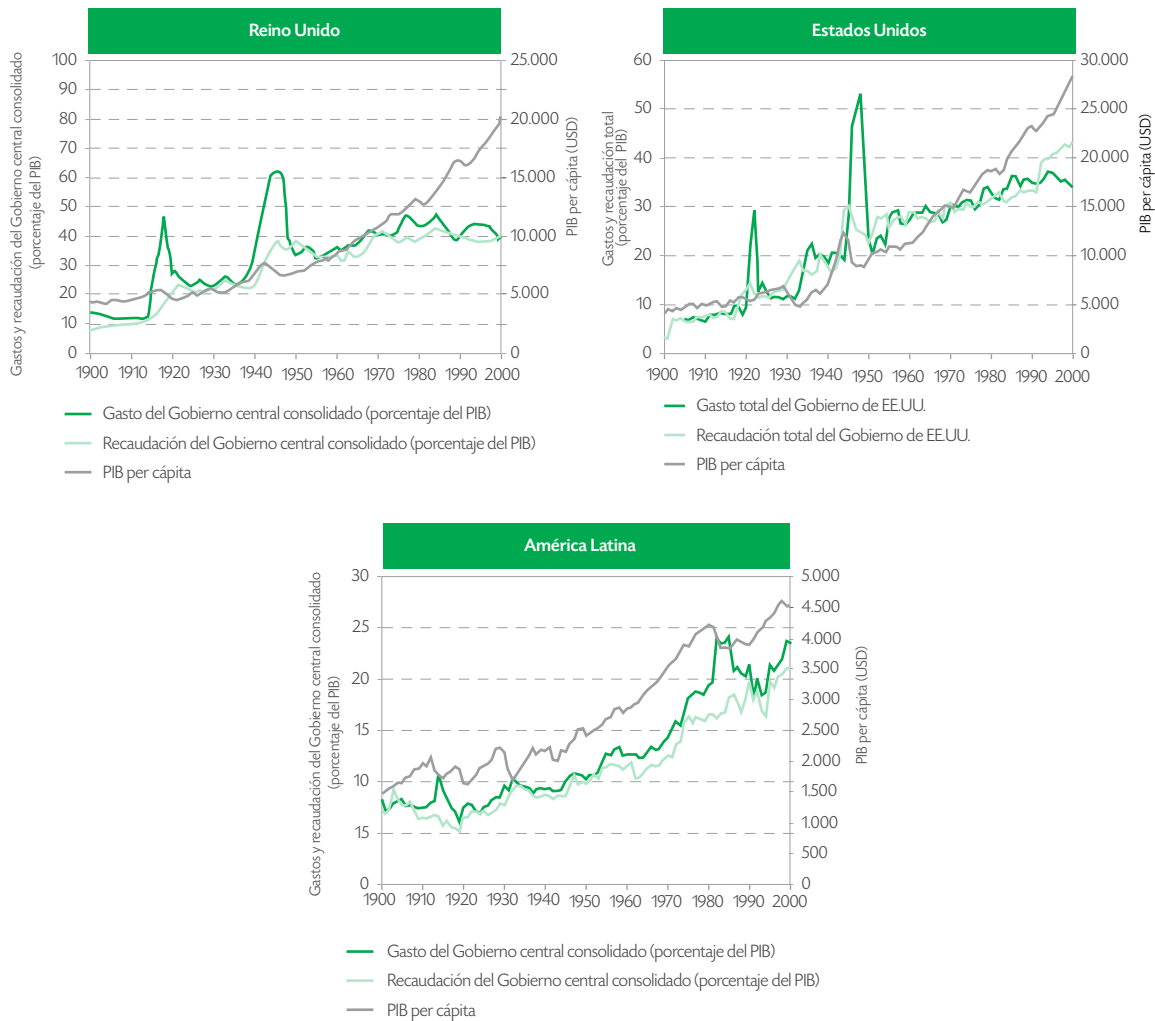 Reino Unido
Gastos y recaudación del Gobierno central consolidado
(porcentaje del PIB)
100
90
80
70
60
50
40
30
20
10
0
25.000
20.000
15.000
10.000
5.000
0
PIB per cápita (USD)
1900 1910 1920 1930 1940 1950 1960 1970 1980 1990 2000
Gasto del Gobierno central consolidado (porcentaje del PIB)
Recaudación del Gobierno central consolidado (porcentaje del PIB)
PIB per cápita
Estados Unidos
Gastos y recaudación total
(porcentaje del PIB)
60
50
40
30
20
10
0
30.000
25.000
20.000
15.000
10.000
5.000
0
PIB per cápita (USD)
1900 1910 1920 1930 1940 1950 1960 1970 1980 1990 2000
Gasto total del Gobierno de EE.UU.
Recaudación total del Gobierno de EE.UU.
PIB per cápita
América Latina
Gastos y recaudación del Gobierno central consolidado
(porcentaje del PIB)
30
25
20
15
10
15
0
5.000
4.500
4.000
3.500
3.000
2.500
2.000
1.500
1.000
500
0
PIB per cápita (USD)
1900 1910 1920 1930 1940 1950 1960 1970 1980 1990 2000
Gasto del Gobierno central consolidado (porcentaje del PIB)
Recaudación del Gobierno central consolidado (porcentaje del PIB)
PIB per cápita